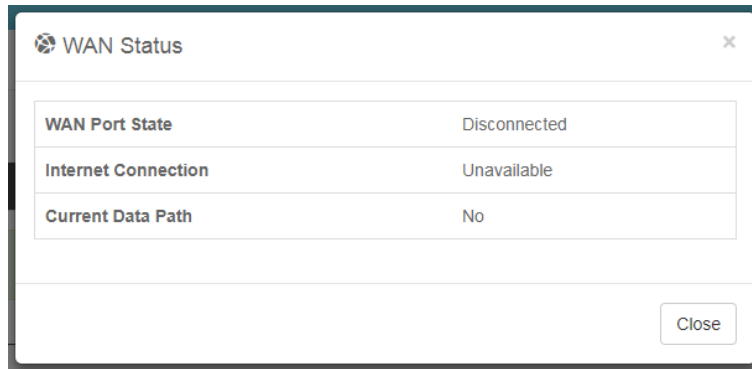 WAN Status ×
WAN Port State Disconnected
Internet Connection Unavailable
Current Data Path No
Close